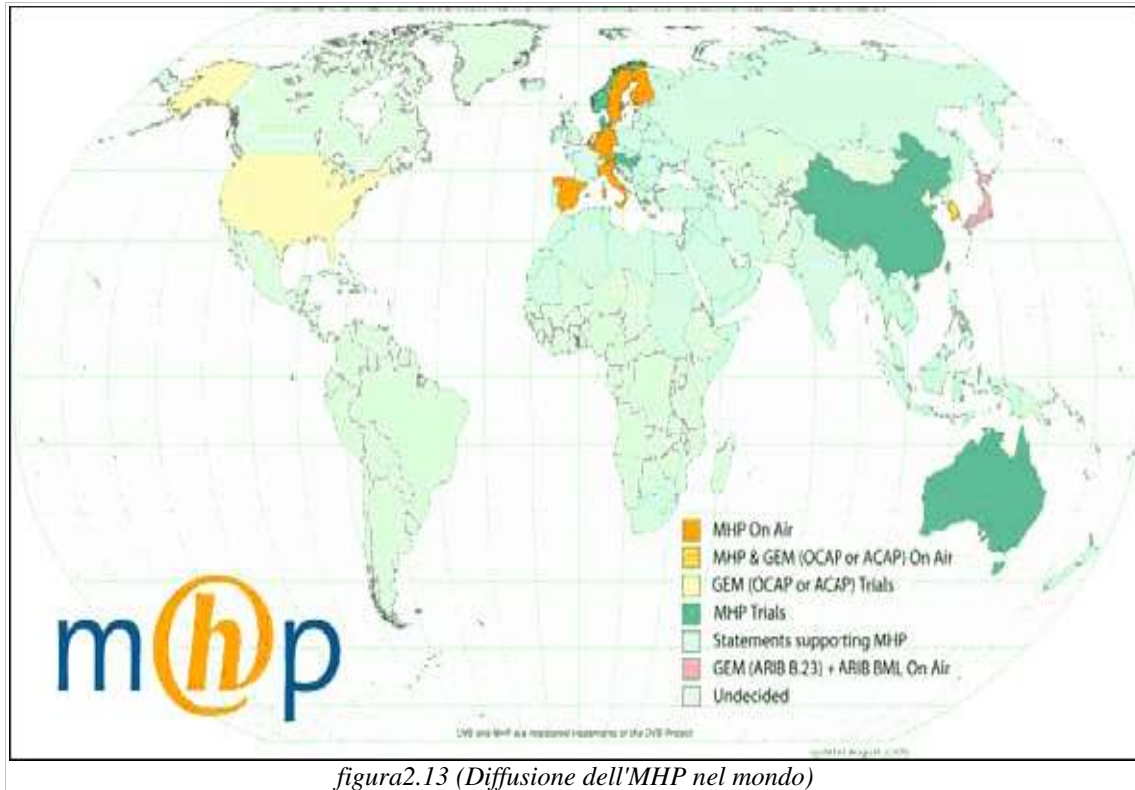 MHP On Air
MHP & GEM (OCAP or ACAP) On Air
GEM (OCAP or ACAP) Trials
MHP Trials
Statements supporting MHP
GEM (ARIB B.23) + ARIB BML On Air
Undecided
m@hp
DVB and MHP are registered trademarks of the DVB Project
figura2.13 (Diffusione dell'MHP nel mondo)